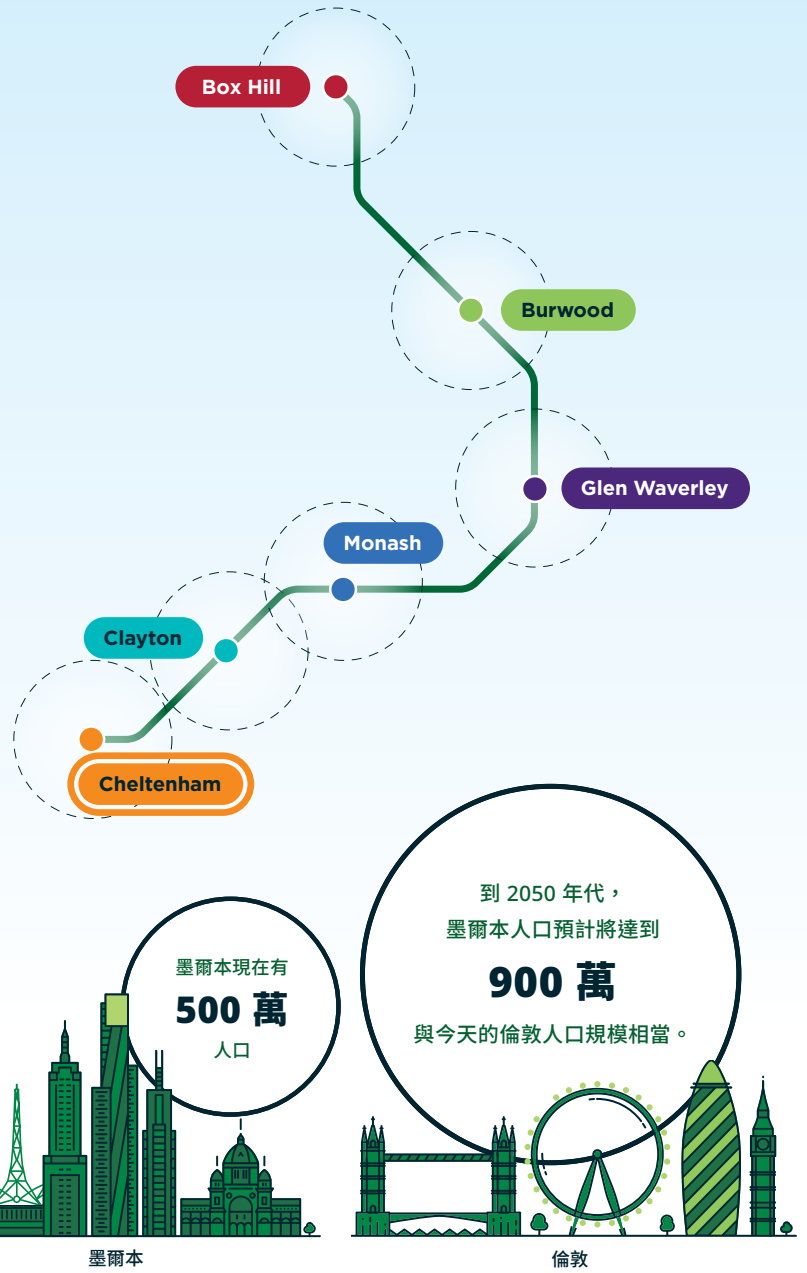 Box Hill
Burwood
Glen Waverley
Monash
Clayton
Cheltenham
墨爾本現在有
500 萬
人口
到 2050 年代，
墨爾本人口預計將達到
900 萬
與今天的倫敦人口規模相當。
墨爾本
倫敦